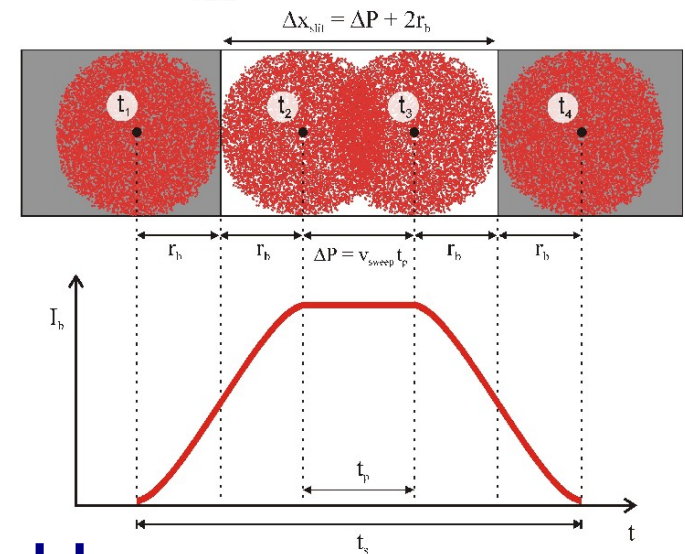 Δx_slit = ΔP + 2r_b
t₁ t₂ t₃ t₄
r_b r_b ΔP = v_sweep t_p r_b r_b
I_b
t_p
t_s
t